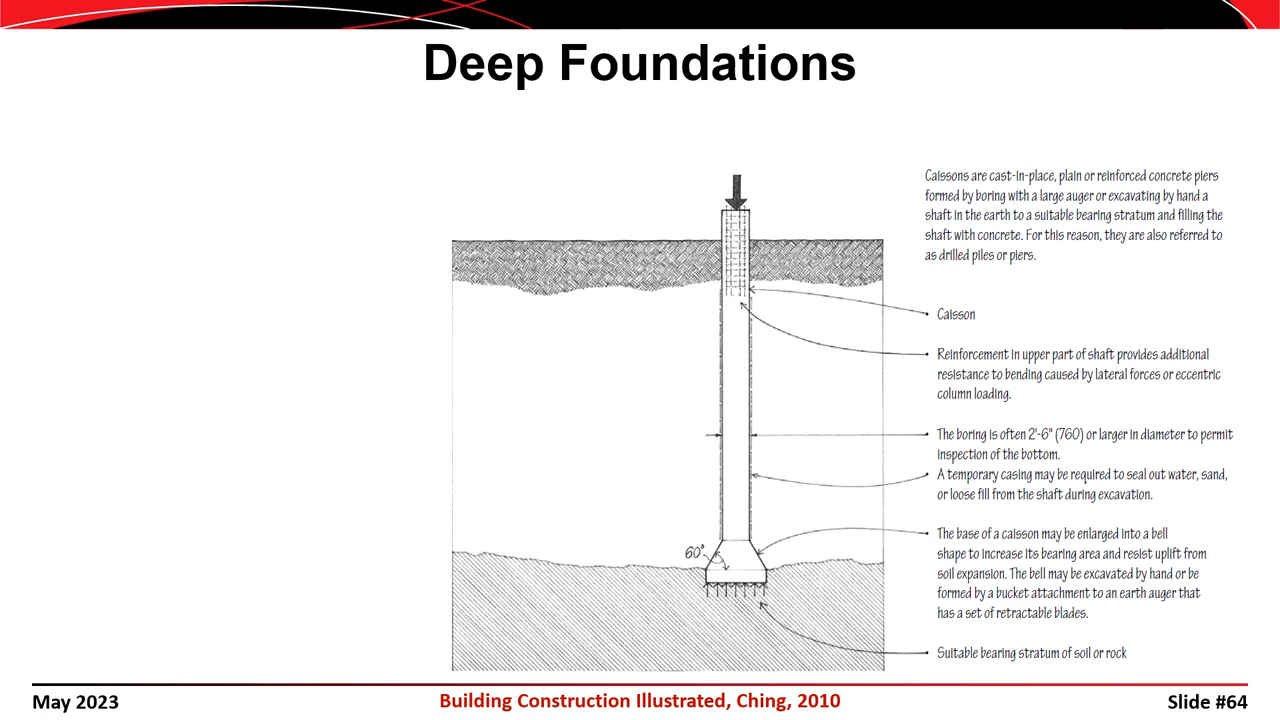 Deep Foundations
Caissons are cast-in-place, plain or reinforced concrete piers
formed by boring with a large auger or excavating by hand a
shaft in the earth to a suitable bearing stratum and filling the
shaft with concrete. For this reason, they are also referred to
as drilled piles or piers.
Caisson
Reinforcement in upper part of shaft provides additional
resistance to bending caused by lateral forces or eccentric
column loading.
The boring is often 2'-6" (760) or larger in diameter to permit
inspection of the bottom.
A temporary casing may be required to seal out water, sand,
or loose fill from the shaft during excavation.
The base of a caisson may be enlarged into a bell
shape to increase its bearing area and resist uplift from
soil expansion. The bell may be excavated by hand or be
formed by a bucket attachment to an earth auger that
has a set of retractable blades.
60°
Suitable bearing stratum of soil or rock
May 2023
Building Construction Illustrated, Ching, 2010
Slide #64